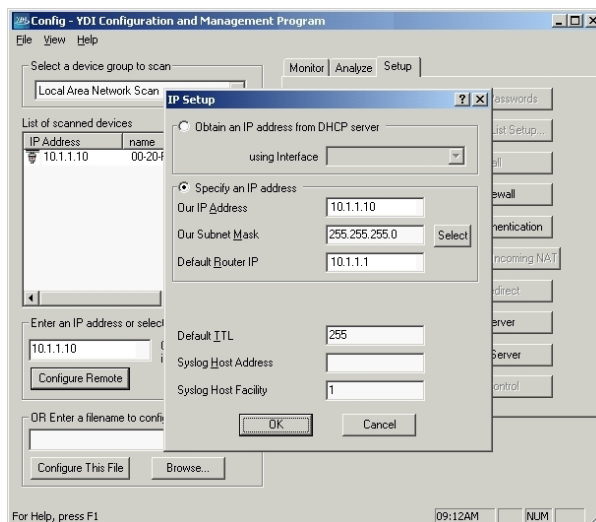 Config - YDI Configuration and Management Program
File View Help
Select a device group to scan
Local Area Network Scan
List of scanned devices
IP Address name
10.1.1.10 00-20-
Enter an IP address or select
10.1.1.10
Configure Remote
OR Enter a filename to
Configure This File Browse...
Monitor Analyze Setup
IP Setup
Obtain an IP address from DHCP server
using Interface
Specify an IP address
Our IP Address 10.1.1.10
Our Subnet Mask 255.255.255.0 Select
Default Router IP 10.1.1.1
Default TTL 255
Syslog Host Address
Syslog Host Facility 1
OK Cancel
asswords
ist Setup...
all
ewall
hentication
ncoming NAT
direct
erver
Server
ontrol
For Help, press F1 09:12AM NUM